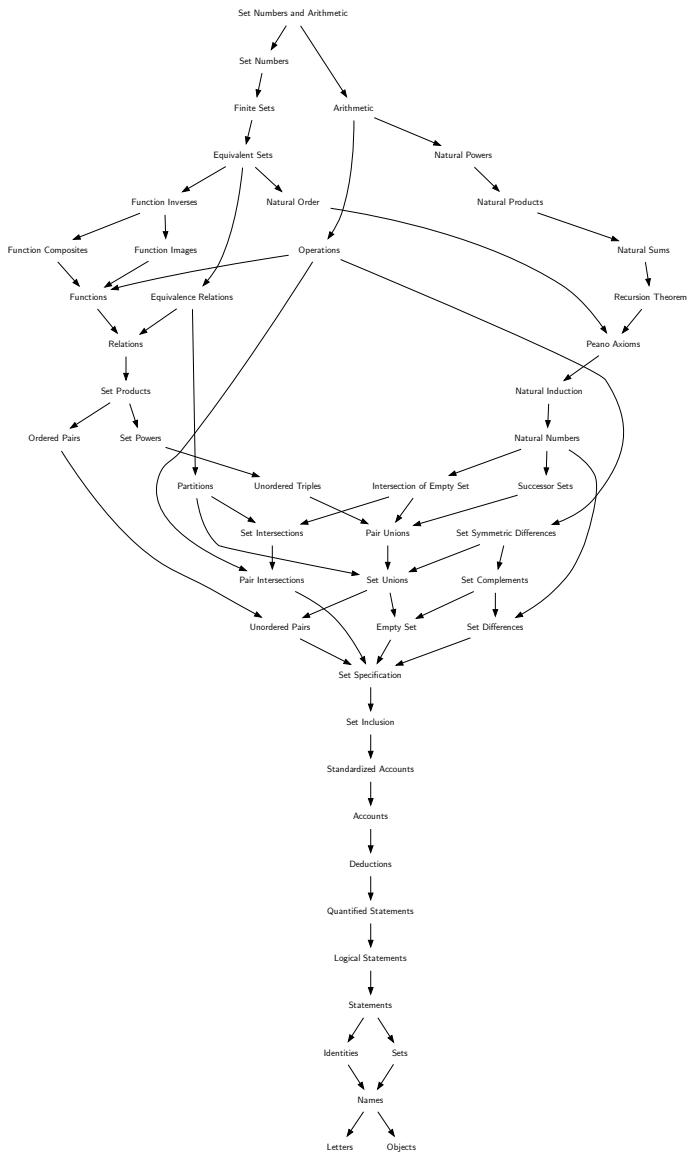 Set Numbers and Arithmetic
Set Numbers
Finite Sets
Arithmetic
Equivalent Sets
Natural Powers
Function Inverses
Natural Order
Natural Products
Function Composites
Function Images
Operations
Natural Sums
Functions
Equivalence Relations
Recursion Theorem
Relations
Peano Axioms
Set Products
Natural Induction
Ordered Pairs
Set Powers
Natural Numbers
Partitions
Unordered Triples
Intersection of Empty Set
Successor Sets
Set Intersections
Pair Unions
Set Symmetric Differences
Pair Intersections
Set Unions
Set Complements
Unordered Pairs
Empty Set
Set Differences
Set Specification
Set Inclusion
Standardized Accounts
Accounts
Deductions
Quantified Statements
Logical Statements
Statements
Identities
Sets
Names
Letters
Objects